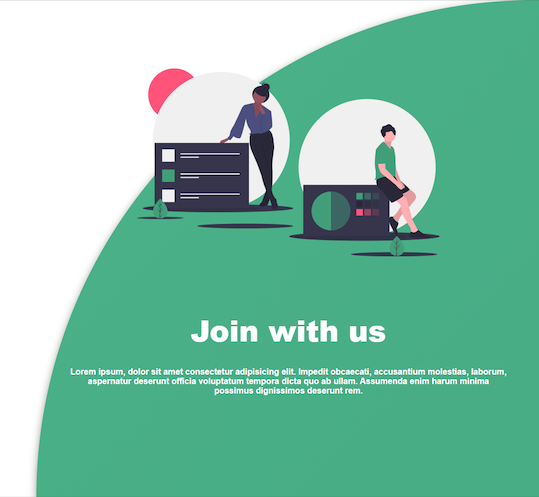 Join with us
Lorem ipsum, dolor sit amet consectetur adipisicing elit. Impedit obcaecati, accusantium molestias, laborum,
aspernatur deserunt officia voluptatum tempora dicta quo ab ullam. Assumenda enim harum minima
possimus dignissimos deserunt rem.